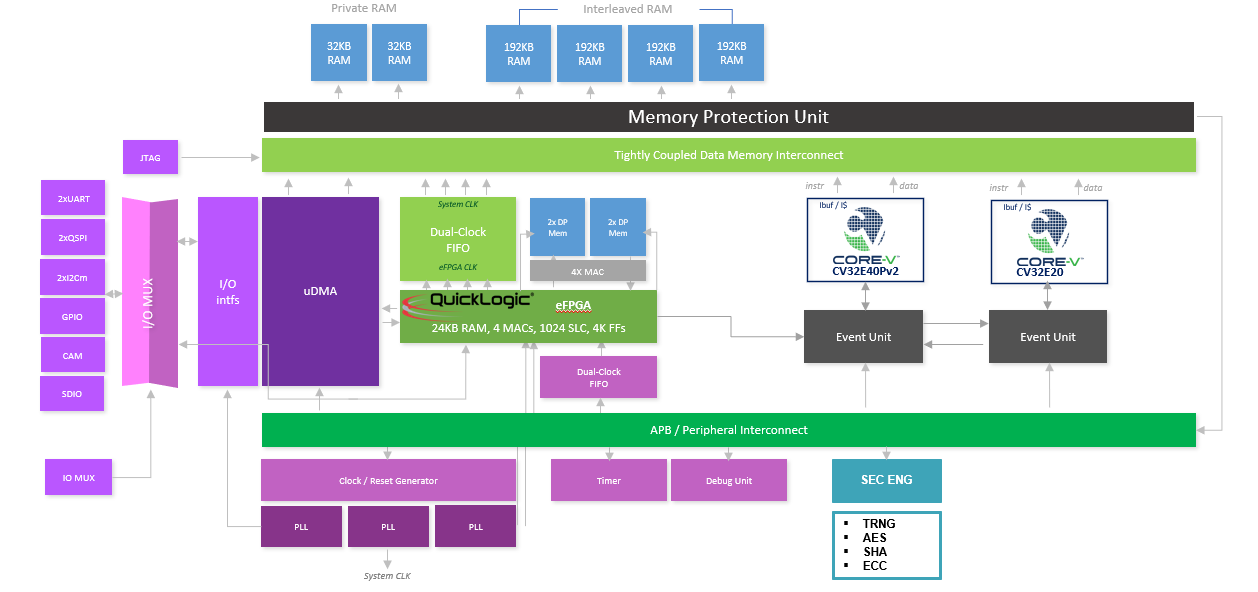 Private RAM
Interleaved RAM
32KB
RAM
32KB
RAM
192KB
RAM
192KB
RAM
192KB
RAM
192KB
RAM
Memory Protection Unit
JTAG
Tightly Coupled Data Memory Interconnect
instr
data
instr
data
2xUART
2xQSPI
2xI2Cm
GPIO
CAM
SDIO
I/O MUX
I/O
intfs
uDMA
System CLK
Dual-Clock
FIFO
eFPGA CLK
2x DP
Mem
2x DP
Mem
4X MAC
QuickLogic®
eFPGA
24KB RAM, 4 MACs, 1024 SLC, 4K FFs
Dual-Clock
FIFO
Ibuf / I$
CORE-V™
CV32E40Pv2
Ibuf / I$
CORE-V™
CV32E20
Event Unit
Event Unit
APB / Peripheral Interconnect
IO MUX
Clock / Reset Generator
Timer
Debug Unit
SEC ENG
PLL
PLL
PLL
System CLK
▪ TRNG
▪ AES
▪ SHA
▪ ECC